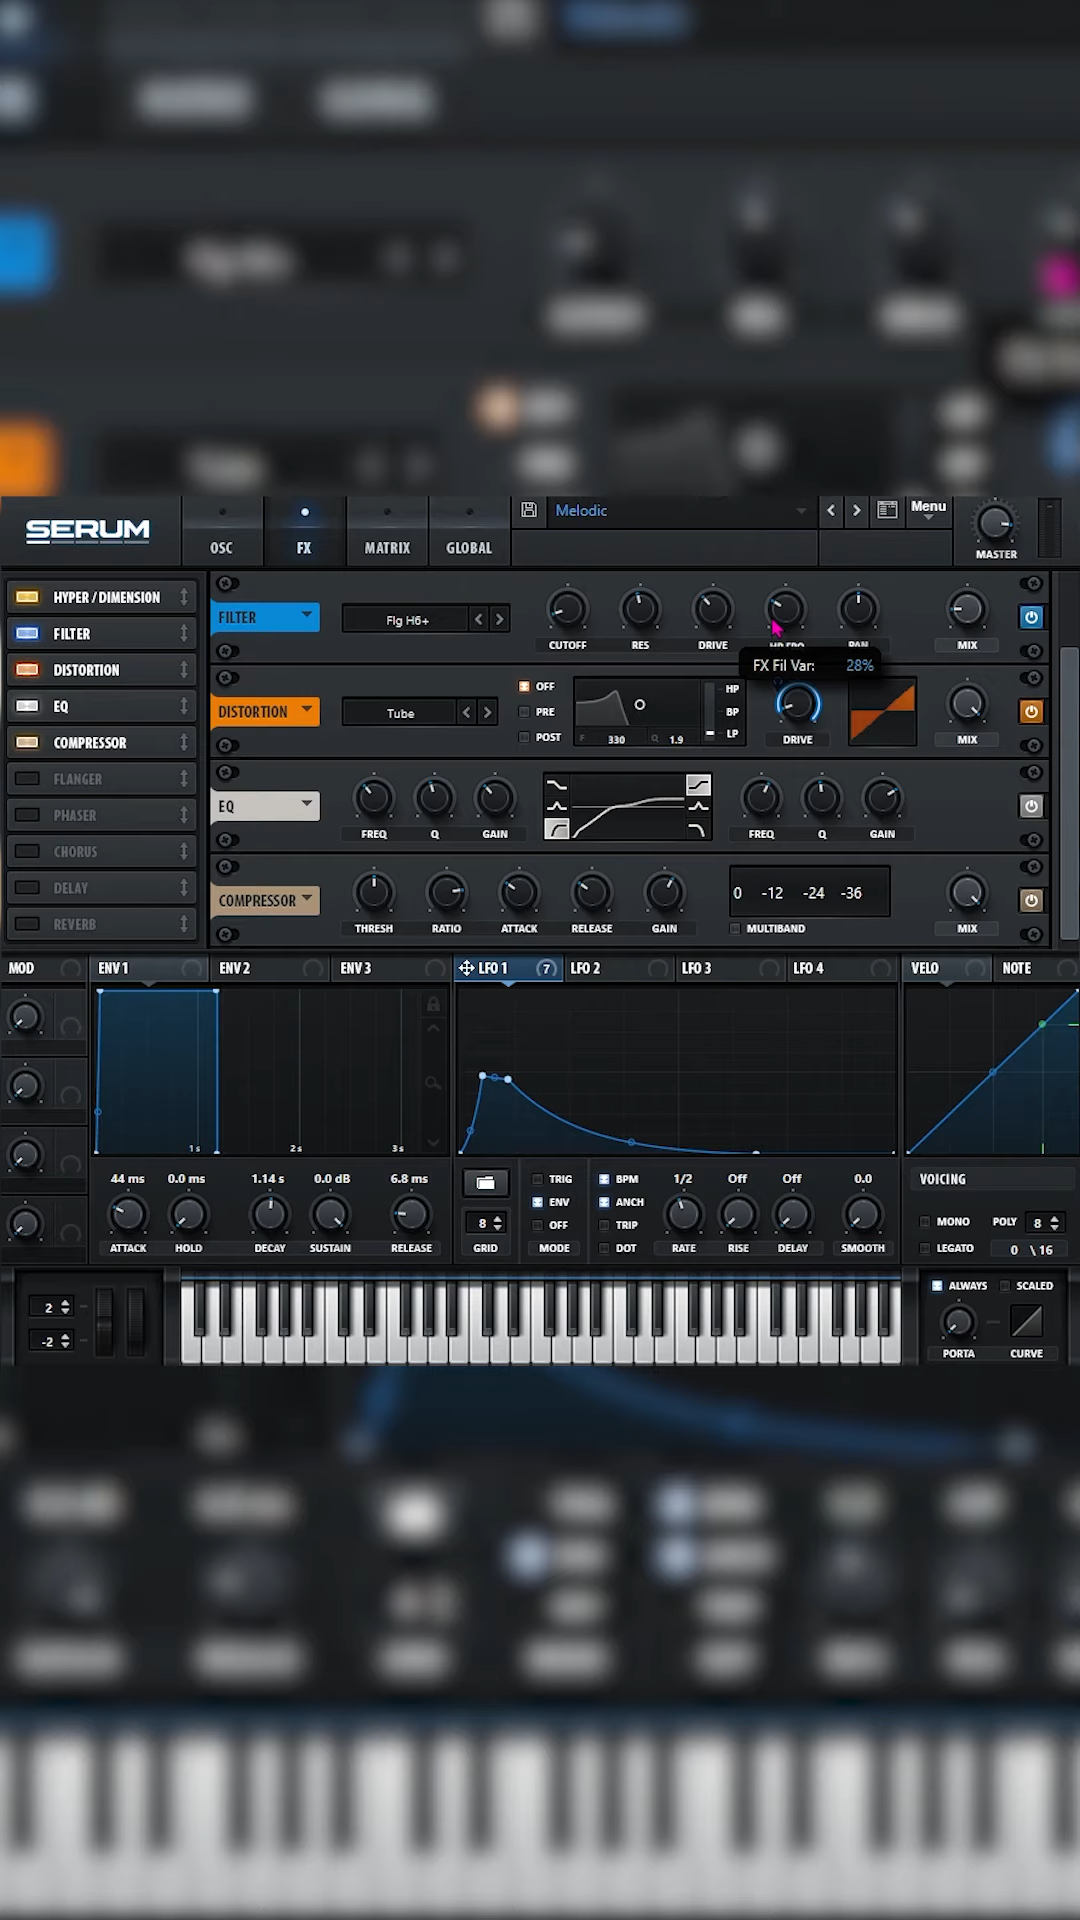 SERUM
OSC
FX
MATRIX
GLOBAL
Melodic
Menu
MASTER
HYPER / DIMENSION
FILTER
DISTORTION
EQ
COMPRESSOR
FLANGER
PHASER
CHORUS
DELAY
REVERB
FILTER
Flg H6+
CUTOFF
RES
DRIVE
PAN
MIX
FX Fil Var: 28%
DISTORTION
Tube
OFF
PRE
POST
F 330 Q 1.9
HP
BP
LP
DRIVE
MIX
EQ
FREQ
Q
GAIN
FREQ
Q
GAIN
COMPRESSOR
THRESH
RATIO
ATTACK
RELEASE
GAIN
0 -12 -24 -36
MULTIBAND
MIX
MOD
ENV 1
ENV 2
ENV 3
LFO 1 7
LFO 2
LFO 3
LFO 4
VELO
NOTE
1 s
2 s
3 s
44 ms
0.0 ms
1.14 s
0.0 dB
6.8 ms
ATTACK
HOLD
DECAY
SUSTAIN
RELEASE
8
GRID
TRIG
ENV
OFF
MODE
BPM
ANCH
TRIP
DOT
1/2
Off
Off
0.0
RATE
RISE
DELAY
SMOOTH
VOICING
MONO
POLY 8
LEGATO
0 \ 16
2
-2
ALWAYS
SCALED
PORTA
CURVE